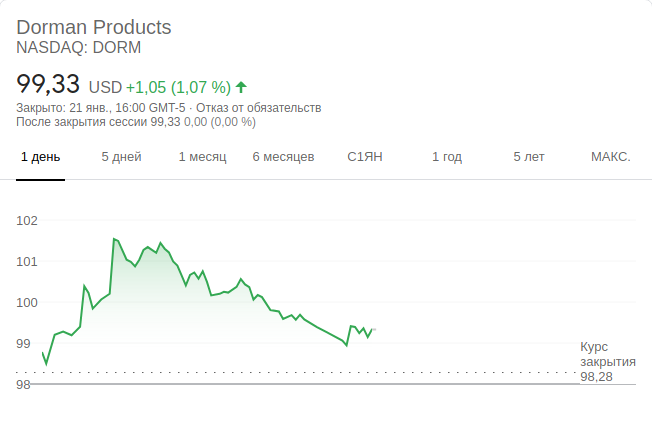 Dorman Products
NASDAQ: DORM
99,33 USD +1,05 (1,07 %)
Закрыто: 21 янв., 16:00 GMT-5 · Отказ от обязательств
После закрытия сессии 99,33 0,00 (0,00 %)
1 день 5 дней 1 месяц 6 месяцев С1ЯН 1 год 5 лет МАКС.
102
101
100
99
Курс
закрытия
98,28
98